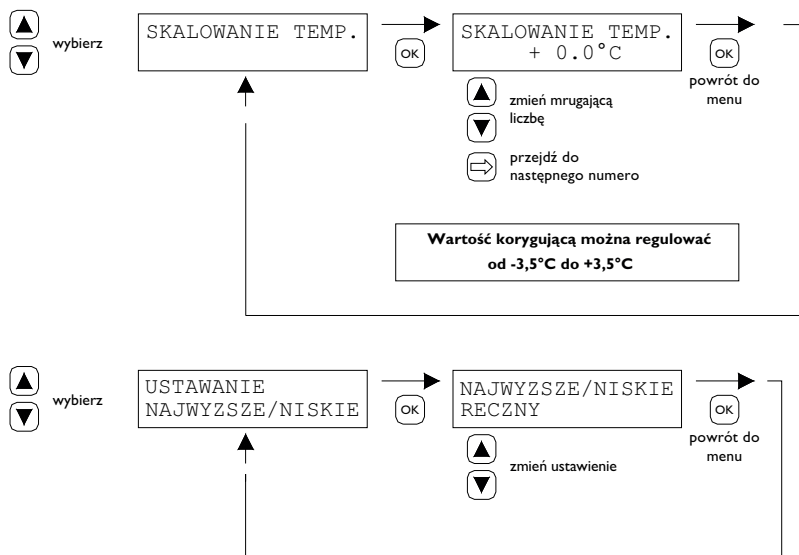 wybierz
SKALOWANIE TEMP.
OK
SKALOWANIE TEMP.
+ 0.0°C
OK
powrót do
menu
zmień mrugającą
liczbę
przejdź do
następnego numero
Wartość korygującą można regulować
od -3,5°C do +3,5°C
wybierz
USTAWANIE
NAJWYZSZE/NISKIE
OK
NAJWYZSZE/NISKIE
RECZNY
OK
powrót do
menu
zmień ustawienie